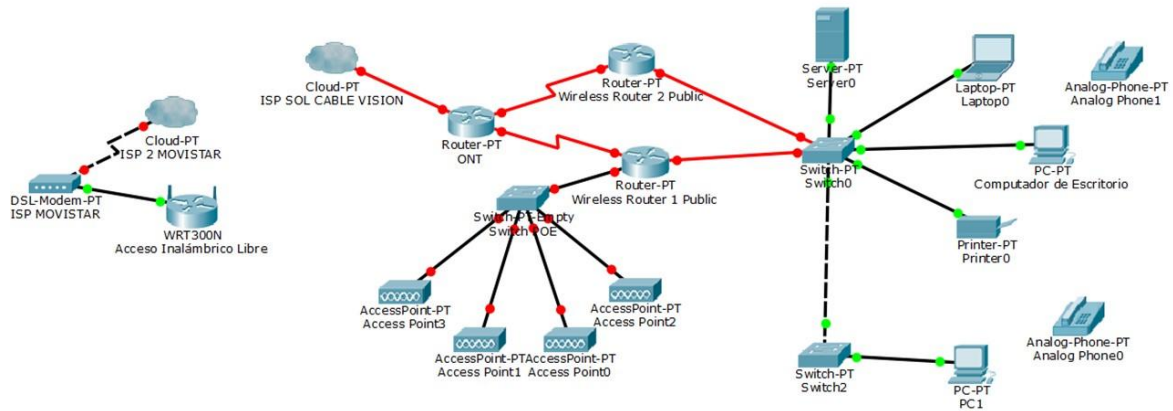 Cloud-PT
ISP SOL CABLE VISION
Router-PT
Wireless Router 2 Public
Server-PT
Server0
Laptop-PT
Laptop0
Analog-Phone-PT
Analog Phone1
Cloud-PT
ISP 2 MOVISTAR
Router-PT
ONT
DSL-Modem-PT
ISP MOVISTAR
WRT300N
Acceso Inalámbrico Libre
Router-PT
Wireless Router 1 Public
Switch-PT
Switch0
PC-PT
Computador de Escritorio
Switch-PT-Empty
Switch POE
Printer-PT
Printer0
AccessPoint-PT
Access Point3
AccessPoint-PT
Access Point2
AccessPoint-PT
Access Point1
AccessPoint-PT
Access Point0
Analog-Phone-PT
Analog Phone0
Switch-PT
Switch2
PC-PT
PC1